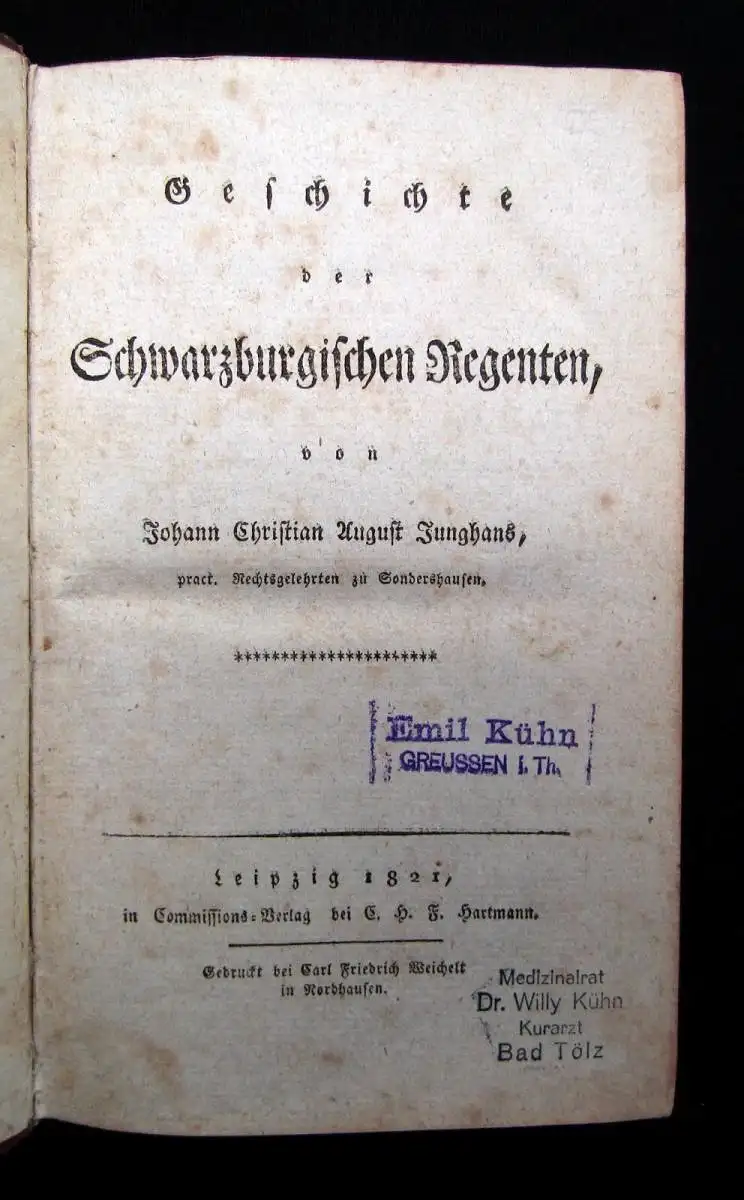 Geschichte
der
Schwarzburgischen Regenten,
von
Johann Christian August Junghans,
pract. Rechtsgelehrten zu Sondershausen.
**********************
Emil Kühn
GREUSSEN i. Th.
Leipzig 1821,
in Commissions-Verlag bei C. H. F. Hartmann.
Gedruckt bei Carl Friedrich Weichelt
in Nordhausen.
Medizinalrat
Dr. Willy Kühn
Kurarzt
Bad Tölz